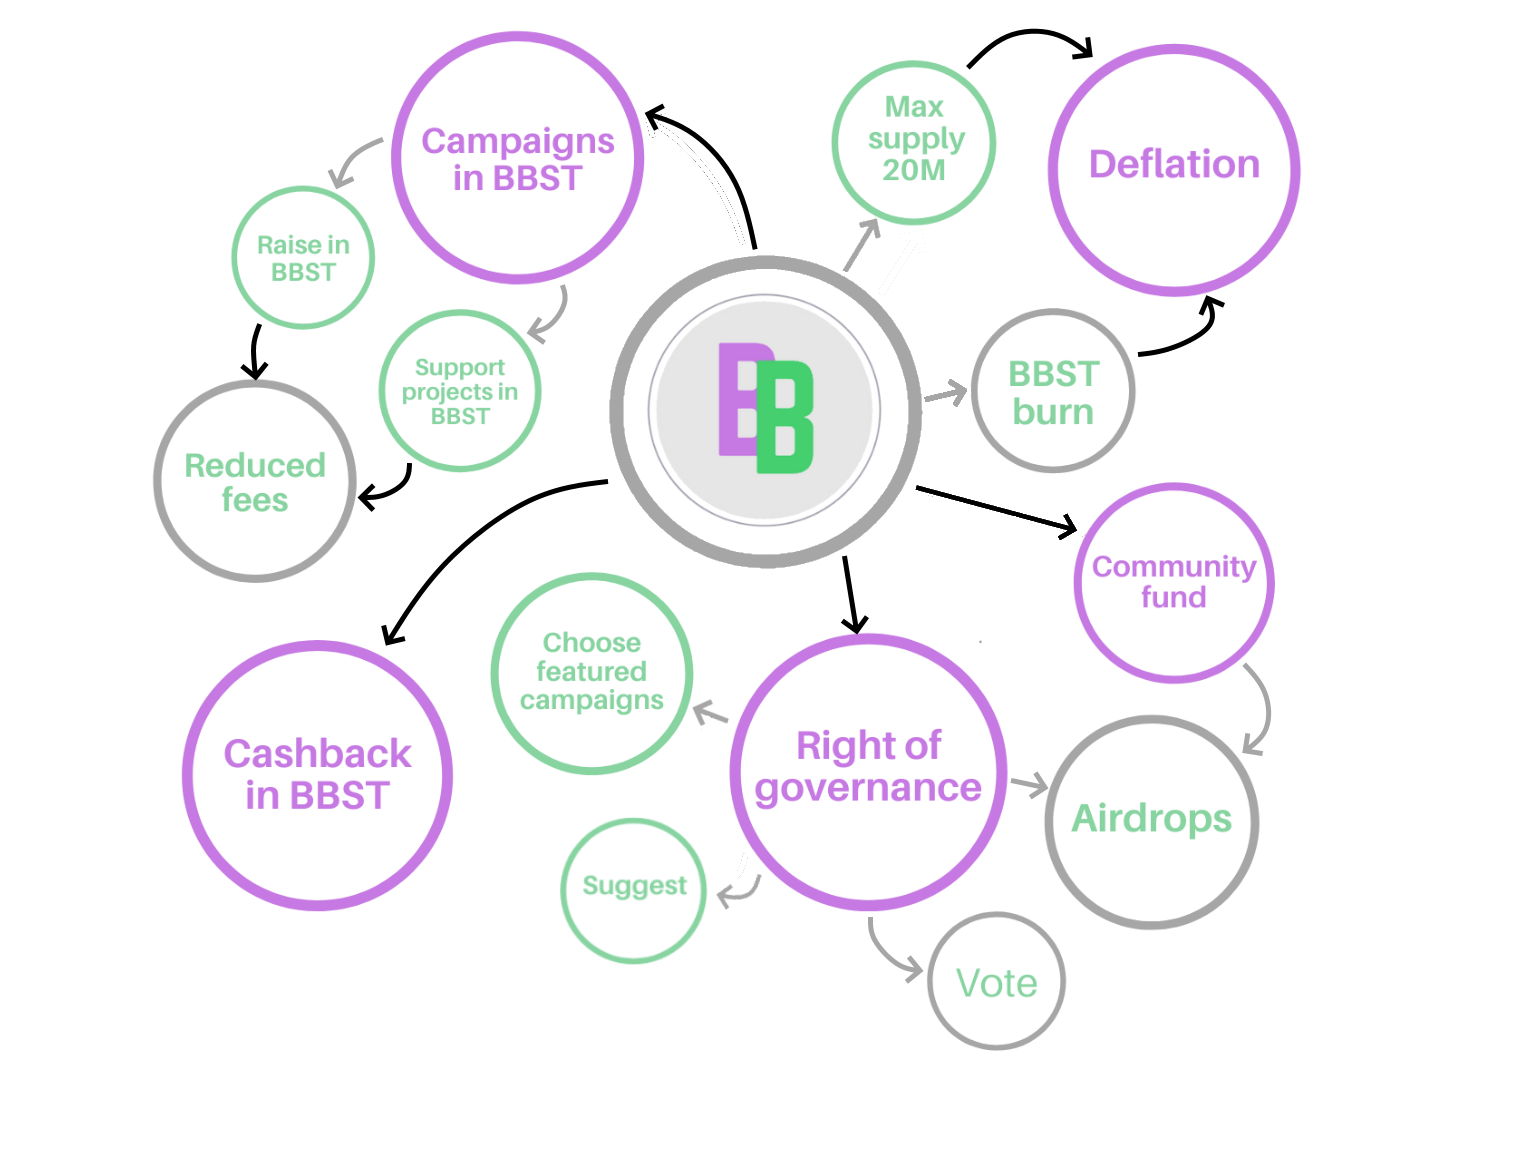 Campaigns
in BBST
Max
supply
20M
Deflation
Raise in
BBST
Support
projects in
BBST
BB
BBST
burn
Reduced
fees
Community
fund
Choose
featured
campaigns
Cashback
in BBST
Right of
governance
Airdrops
Suggest
Vote